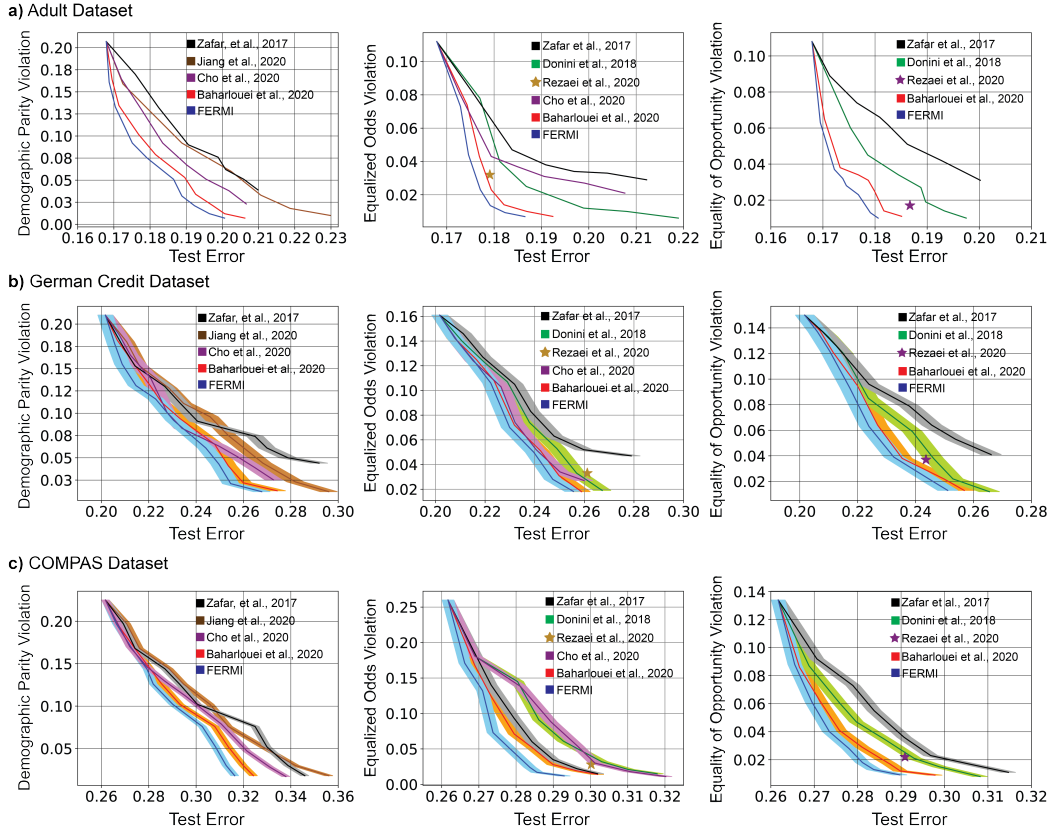 a) Adult Dataset
Demographic Parity Violation
0.20
0.18
0.15
0.13
0.10
0.08
0.05
0.03
0.00
0.16 0.17 0.18 0.19 0.20 0.21 0.22 0.23
Test Error
Zafar, et al., 2017
Jiang et al., 2020
Cho et al., 2020
Baharlouei et al., 2020
FERMI
Equalized Odds Violation
0.10
0.08
0.06
0.04
0.02
0.16 0.17 0.18 0.19 0.20 0.21 0.22
Test Error
Zafar et al., 2017
Donini et al., 2018
Rezaei et al., 2020
Cho et al., 2020
Baharlouei et al., 2020
FERMI
Equality of Opportunity Violation
0.10
0.08
0.06
0.04
0.02
0.16 0.17 0.18 0.19 0.20 0.21
Test Error
Zafar et al., 2017
Donini et al., 2018
Rezaei et al., 2020
Baharlouei et al., 2020
FERMI
b) German Credit Dataset
Demographic Parity Violation
0.20
0.18
0.15
0.12
0.10
0.08
0.05
0.03
0.20 0.22 0.24 0.26 0.28 0.30
Test Error
Zafar, et al., 2017
Jiang et al., 2020
Cho et al., 2020
Baharlouei et al., 2020
FERMI
Equalized Odds Violation
0.16
0.14
0.12
0.10
0.08
0.06
0.04
0.02
0.20 0.22 0.24 0.26 0.28 0.30
Test Error
Zafar et al., 2017
Donini et al., 2018
Rezaei et al., 2020
Cho et al., 2020
Baharlouei et al., 2020
FERMI
Equality of Opportunity Violation
0.14
0.12
0.10
0.08
0.06
0.04
0.02
0.20 0.22 0.24 0.26 0.28
Test Error
Zafar et al., 2017
Donini et al., 2018
Rezaei et al., 2020
Baharlouei et al., 2020
FERMI
c) COMPAS Dataset
Demographic Parity Violation
0.20
0.15
0.10
0.05
0.26 0.28 0.30 0.32 0.34 0.36
Test Error
Zafar, et al., 2017
Jiang et al., 2020
Cho et al., 2020
Baharlouei et al., 2020
FERMI
Equalized Odds Violation
0.25
0.20
0.15
0.10
0.05
0.00
0.26 0.27 0.28 0.29 0.30 0.31 0.32
Test Error
Zafar et al., 2017
Donini et al., 2018
Rezaei et al., 2020
Cho et al., 2020
Baharlouei et al., 2020
FERMI
Equality of Opportunity Violation
0.14
0.12
0.10
0.08
0.06
0.04
0.02
0.26 0.27 0.28 0.29 0.30 0.31 0.32
Test Error
Zafar et al., 2017
Donini et al., 2018
Rezaei et al., 2020
Baharlouei et al., 2020
FERMI